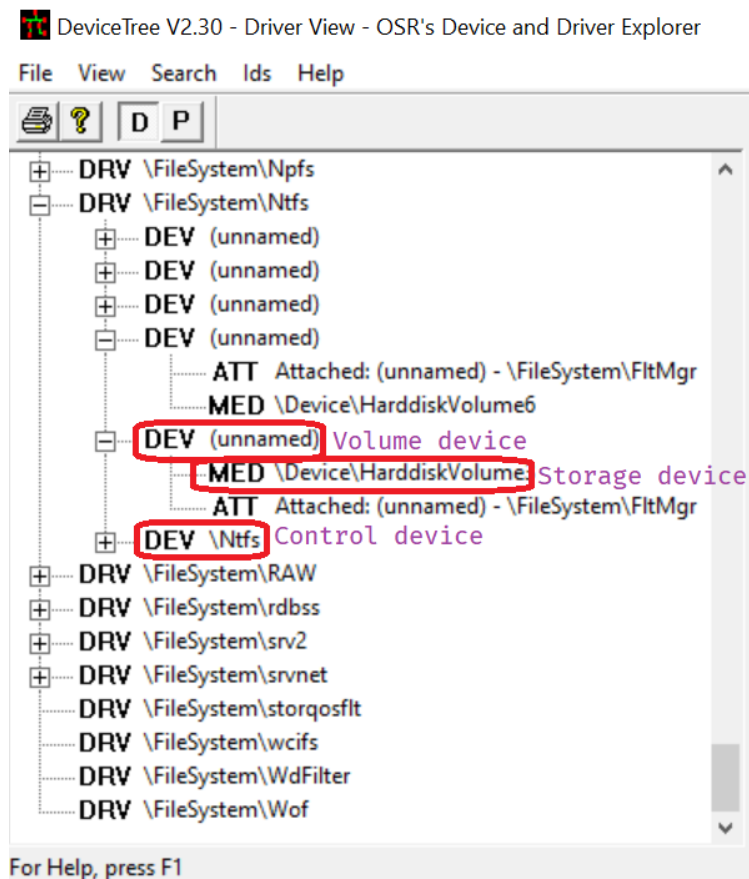 DeviceTree V2.30 - Driver View - OSR's Device and Driver Explorer
File View Search Ids Help
D P
DRV \FileSystem\Npfs
DRV \FileSystem\Ntfs
DEV (unnamed)
DEV (unnamed)
DEV (unnamed)
DEV (unnamed)
ATT Attached: (unnamed) - \FileSystem\FltMgr
MED \Device\HarddiskVolume6
DEV (unnamed) Volume device
MED \Device\HarddiskVolume Storage device
ATT Attached: (unnamed) - \FileSystem\FltMgr
DEV \Ntfs Control device
DRV \FileSystem\RAW
DRV \FileSystem\rdbss
DRV \FileSystem\srv2
DRV \FileSystem\srvnet
DRV \FileSystem\storqosflt
DRV \FileSystem\wcifs
DRV \FileSystem\WdFilter
DRV \FileSystem\Wof
For Help, press F1